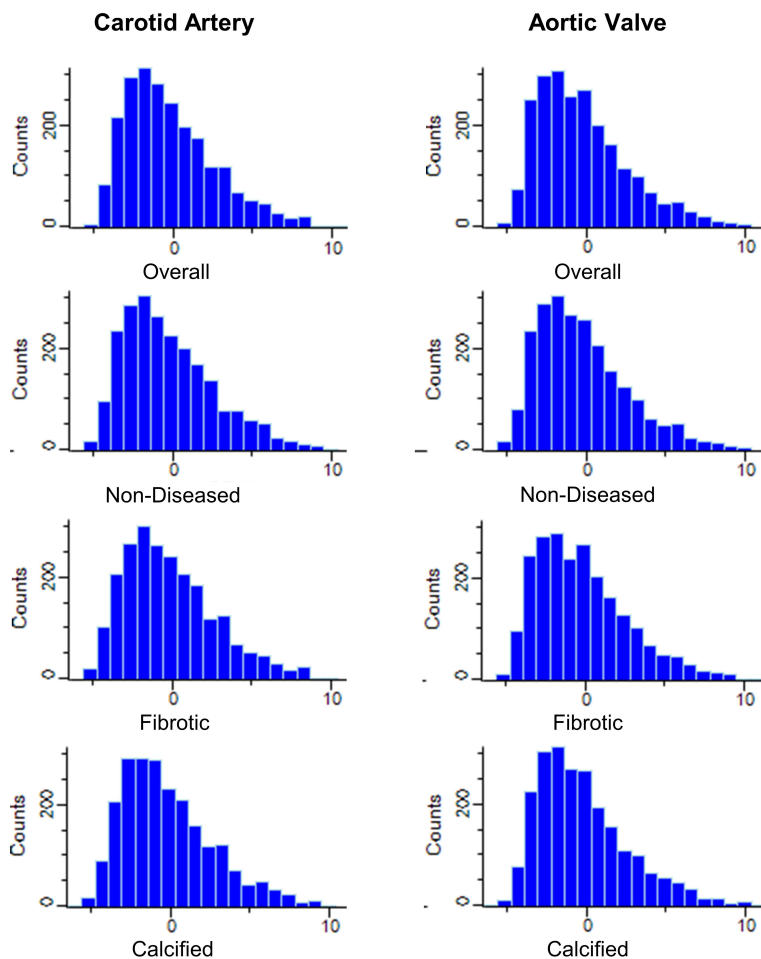 Carotid Artery Aortic Valve
Counts 200 0 Counts 200 0
0 10 0 10
Overall Overall
Counts 200 0 Counts 200 0
0 10 0 10
Non-Diseased Non-Diseased
Counts 200 0 Counts 200 0
0 10 0 10
Fibrotic Fibrotic
Counts 200 0 Counts 200 0
0 10 0 10
Calcified Calcified